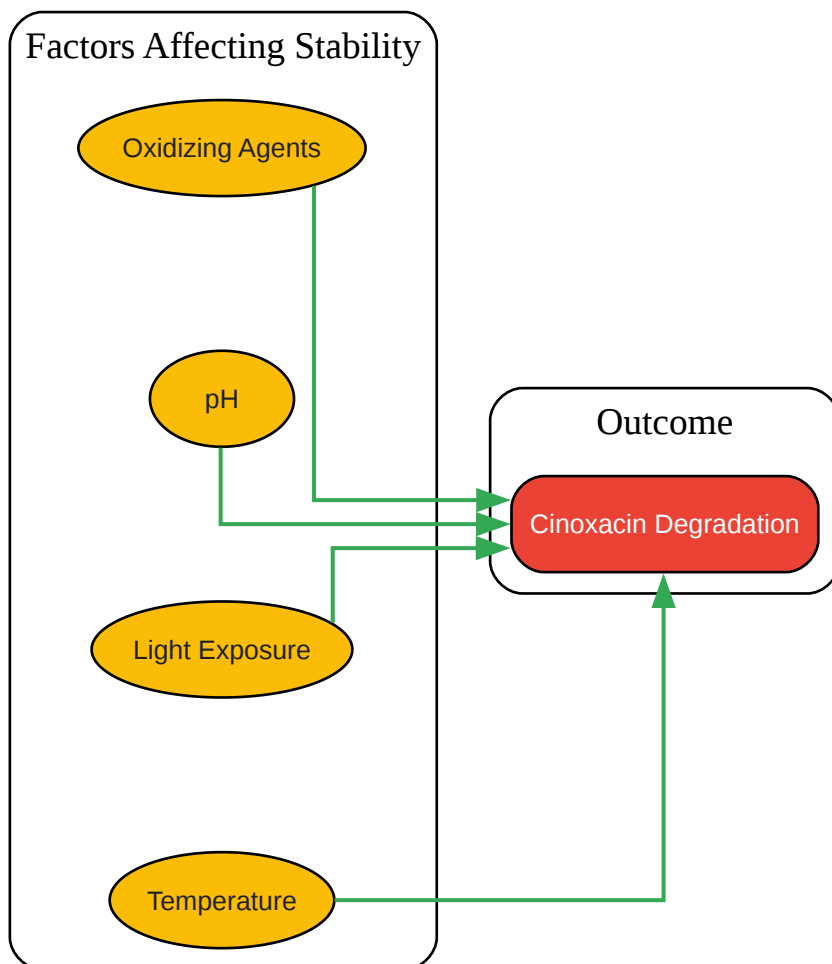 Factors Affecting Stability
Oxidizing Agents
pH
Light Exposure
Temperature
Outcome
Cinoxacin Degradation